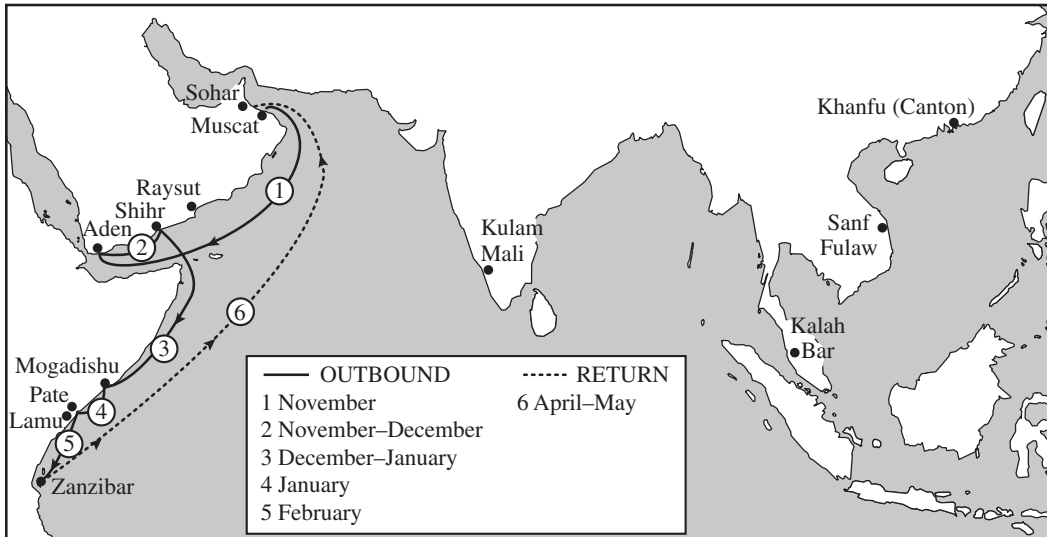 Sohar
Muscat
Khanfu (Canton)
Raysut
Shihr
Aden
1
2
Kulam
Mali
Sanf
Fulaw
6
3
Kalah
Bar
Mogadishu
Pate
Lamu
4
5
Zanzibar
OUTBOUND
1 November
2 November–December
3 December–January
4 January
5 February
RETURN
6 April–May